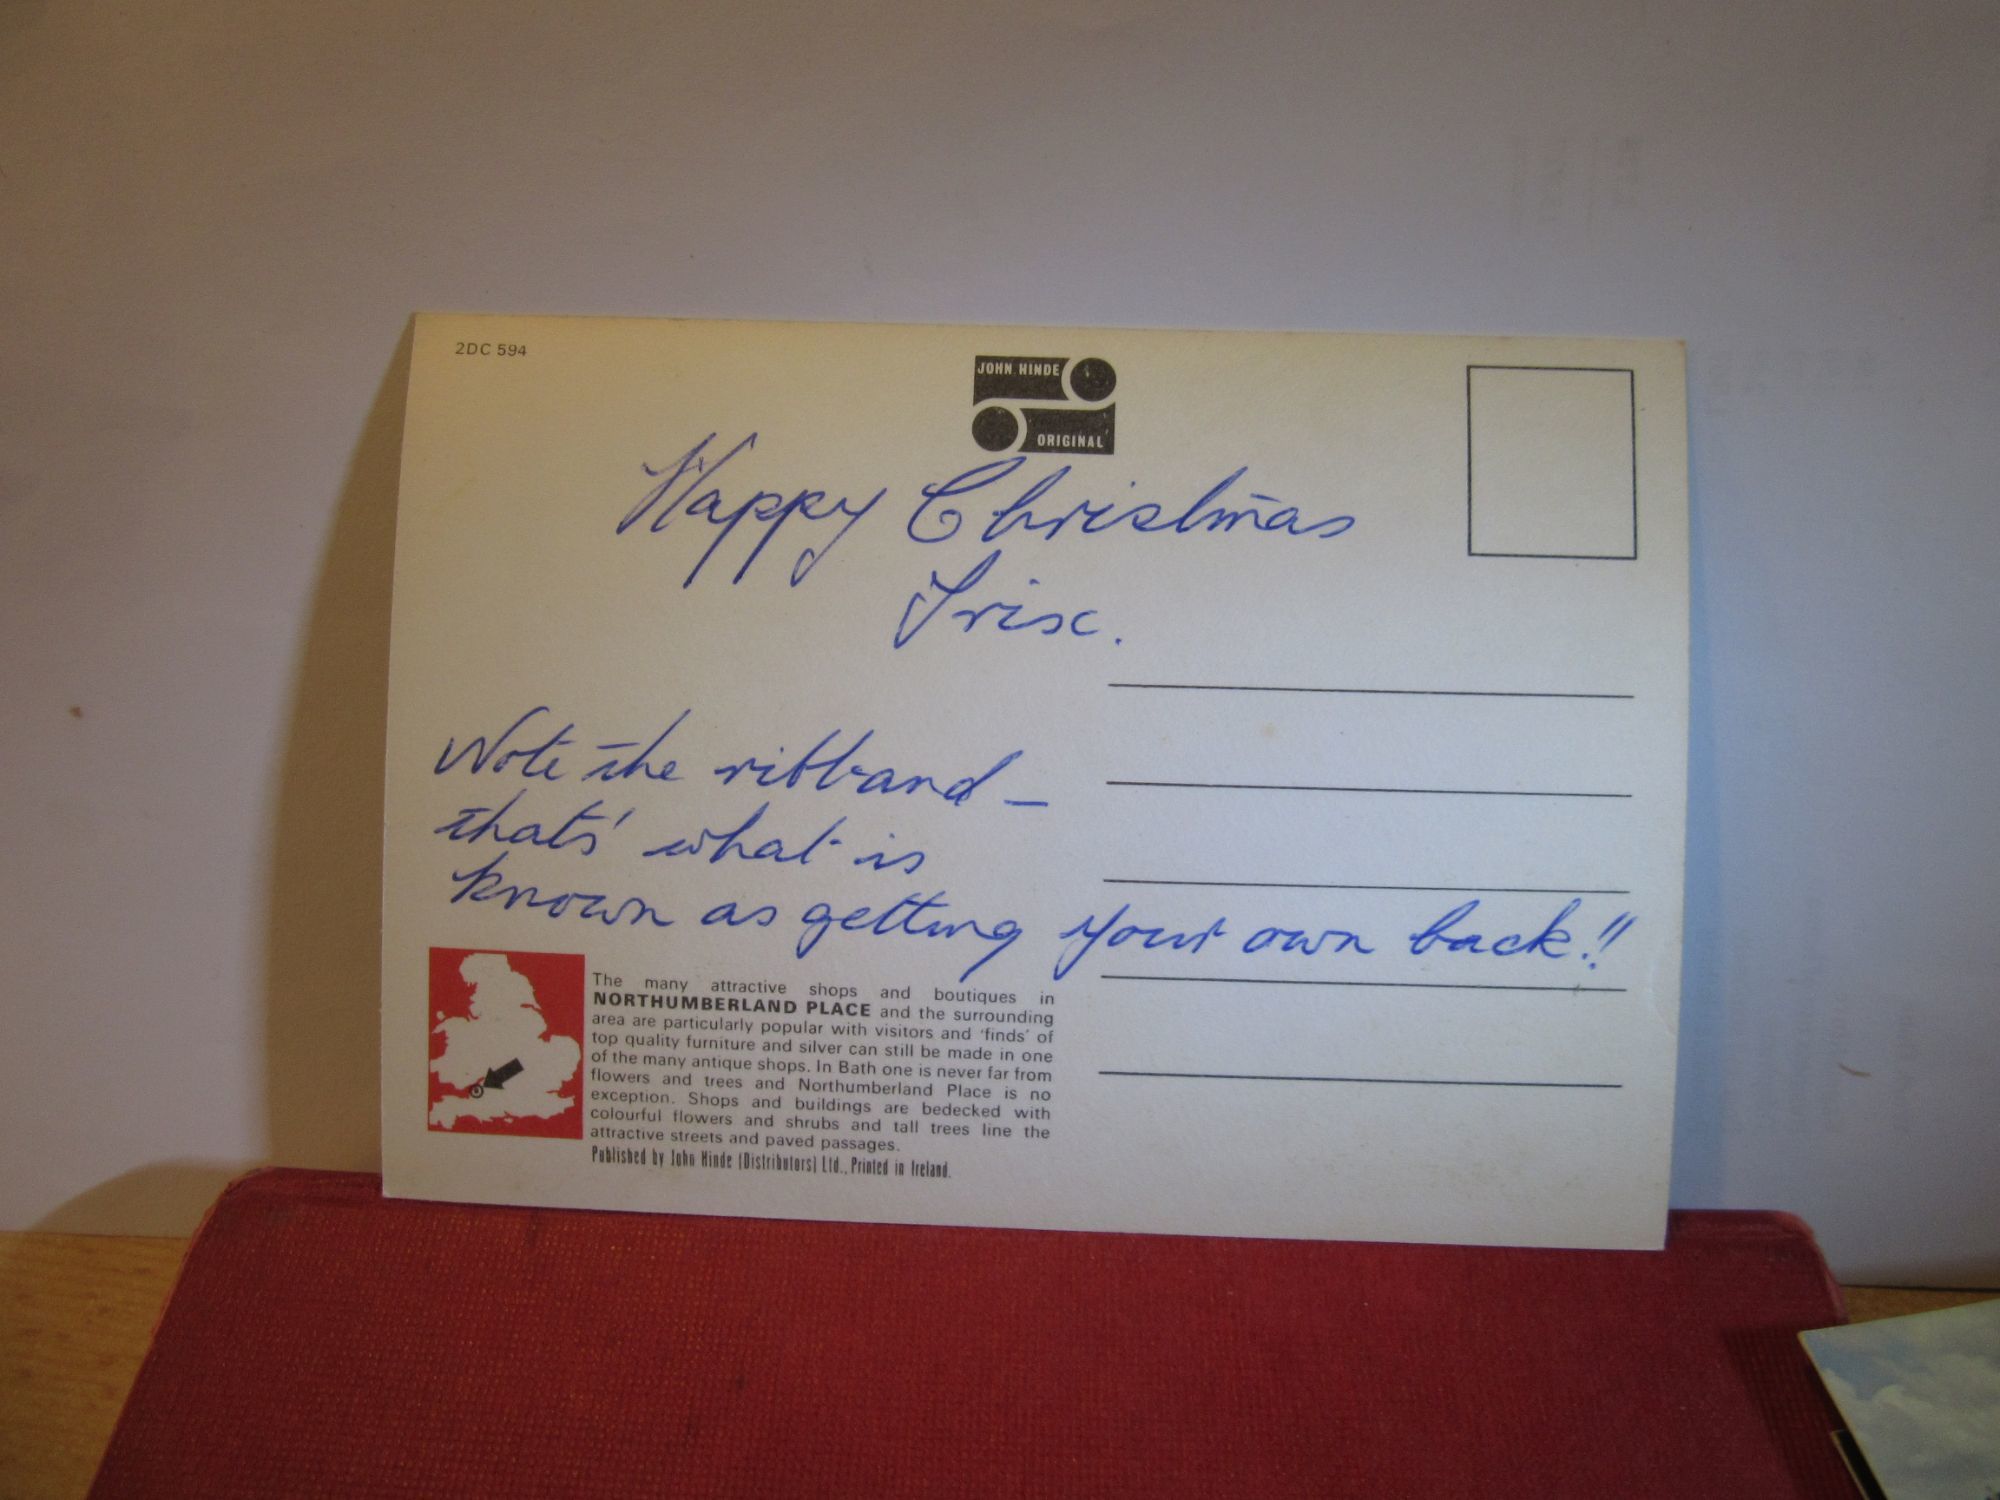 2DC 594
JOHN HINDE
ORIGINAL
Happy Christmas
Note the ribband -
thats' what is
known as getting your own back!!
The many attractive shops and boutiques in
NORTHUMBERLAND PLACE and the surrounding
area are particularly popular with visitors and 'finds' of
top quality furniture and silver can still be made in one
of the many antique shops. In Bath one is never far from
flowers and trees and Northumberland Place is no
exception. Shops and buildings are bedecked with
colourful flowers and shrubs and tall trees line the
attractive streets and paved passages.
Published by John Hinde (Distributors) Ltd., Printed in Ireland.